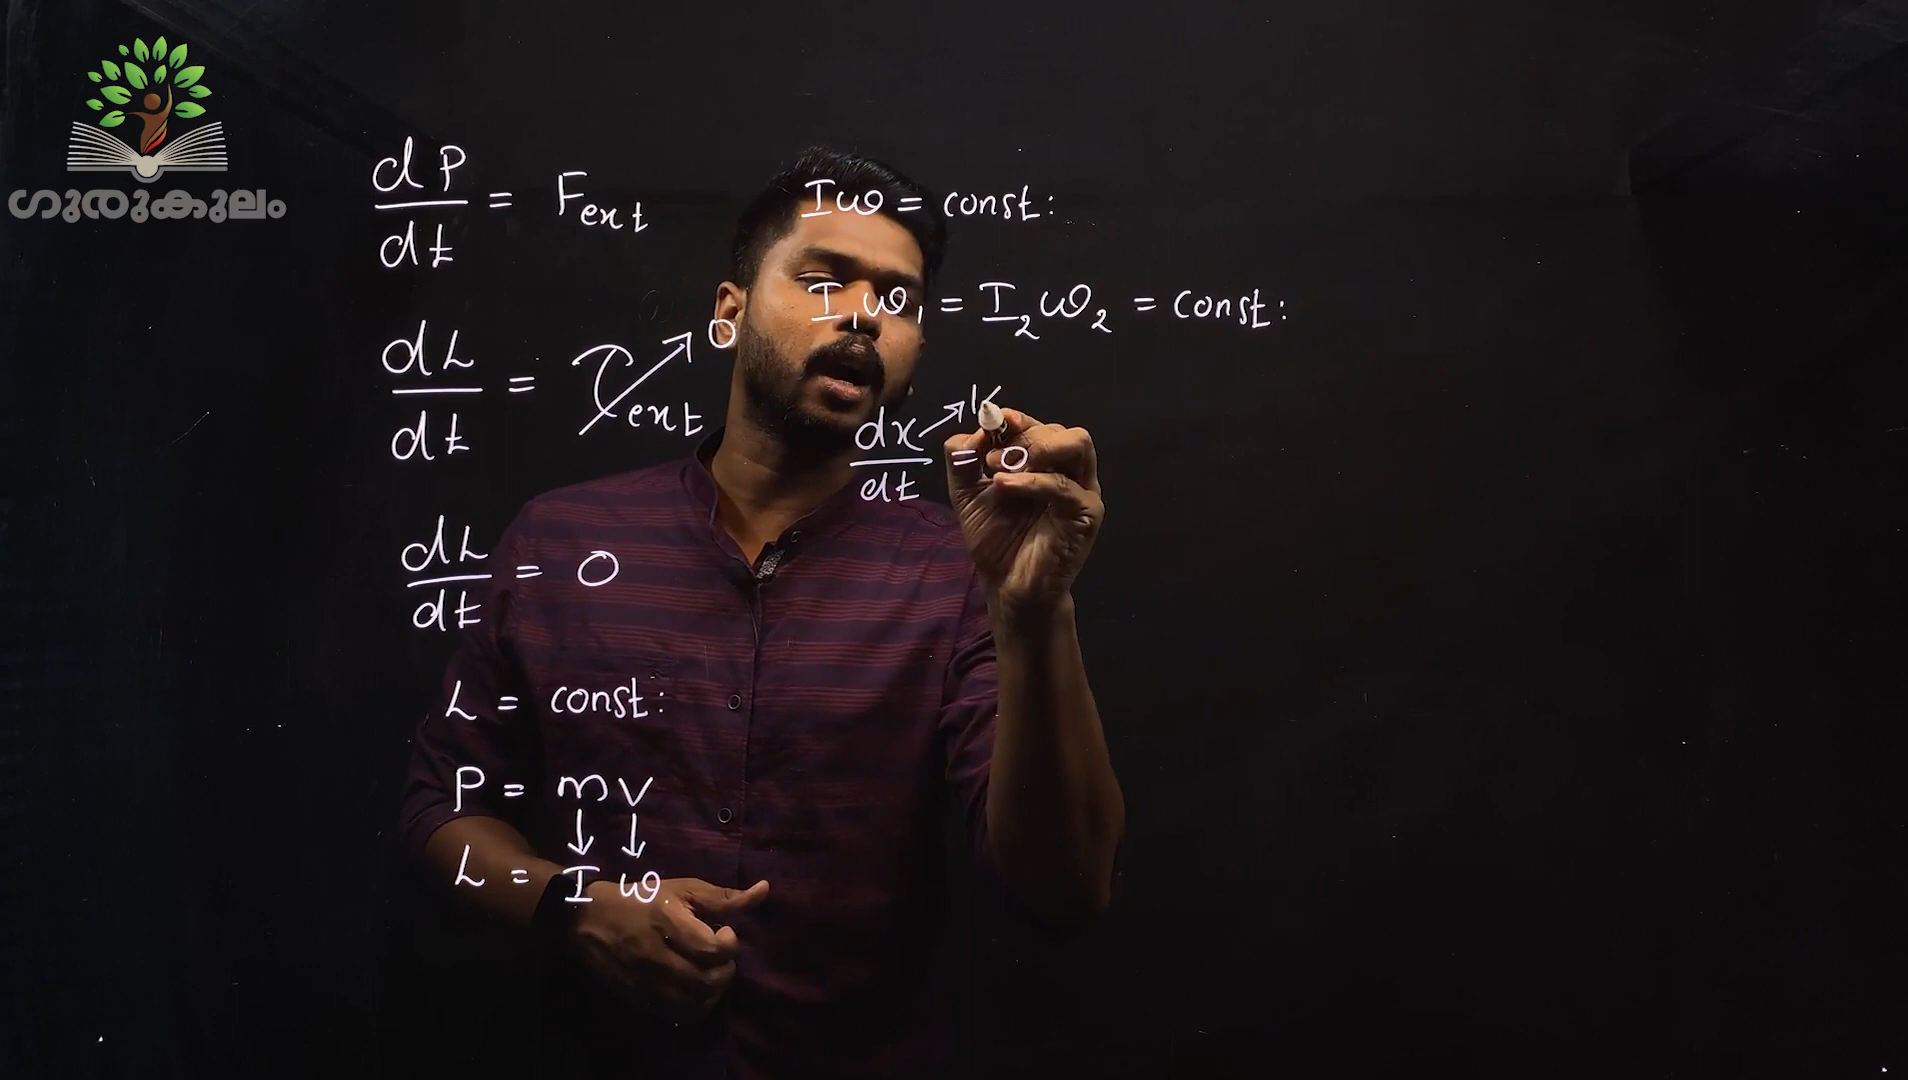 ഗുരുകുലം
dP/dt = Fext
dL/dt = τext → 0
dL/dt = 0
L = const:
P = mv
↓ ↓
L = Iω.
Iω = const:
I₁ω₁ = I₂ω₂ = const:
dx/dt = 0